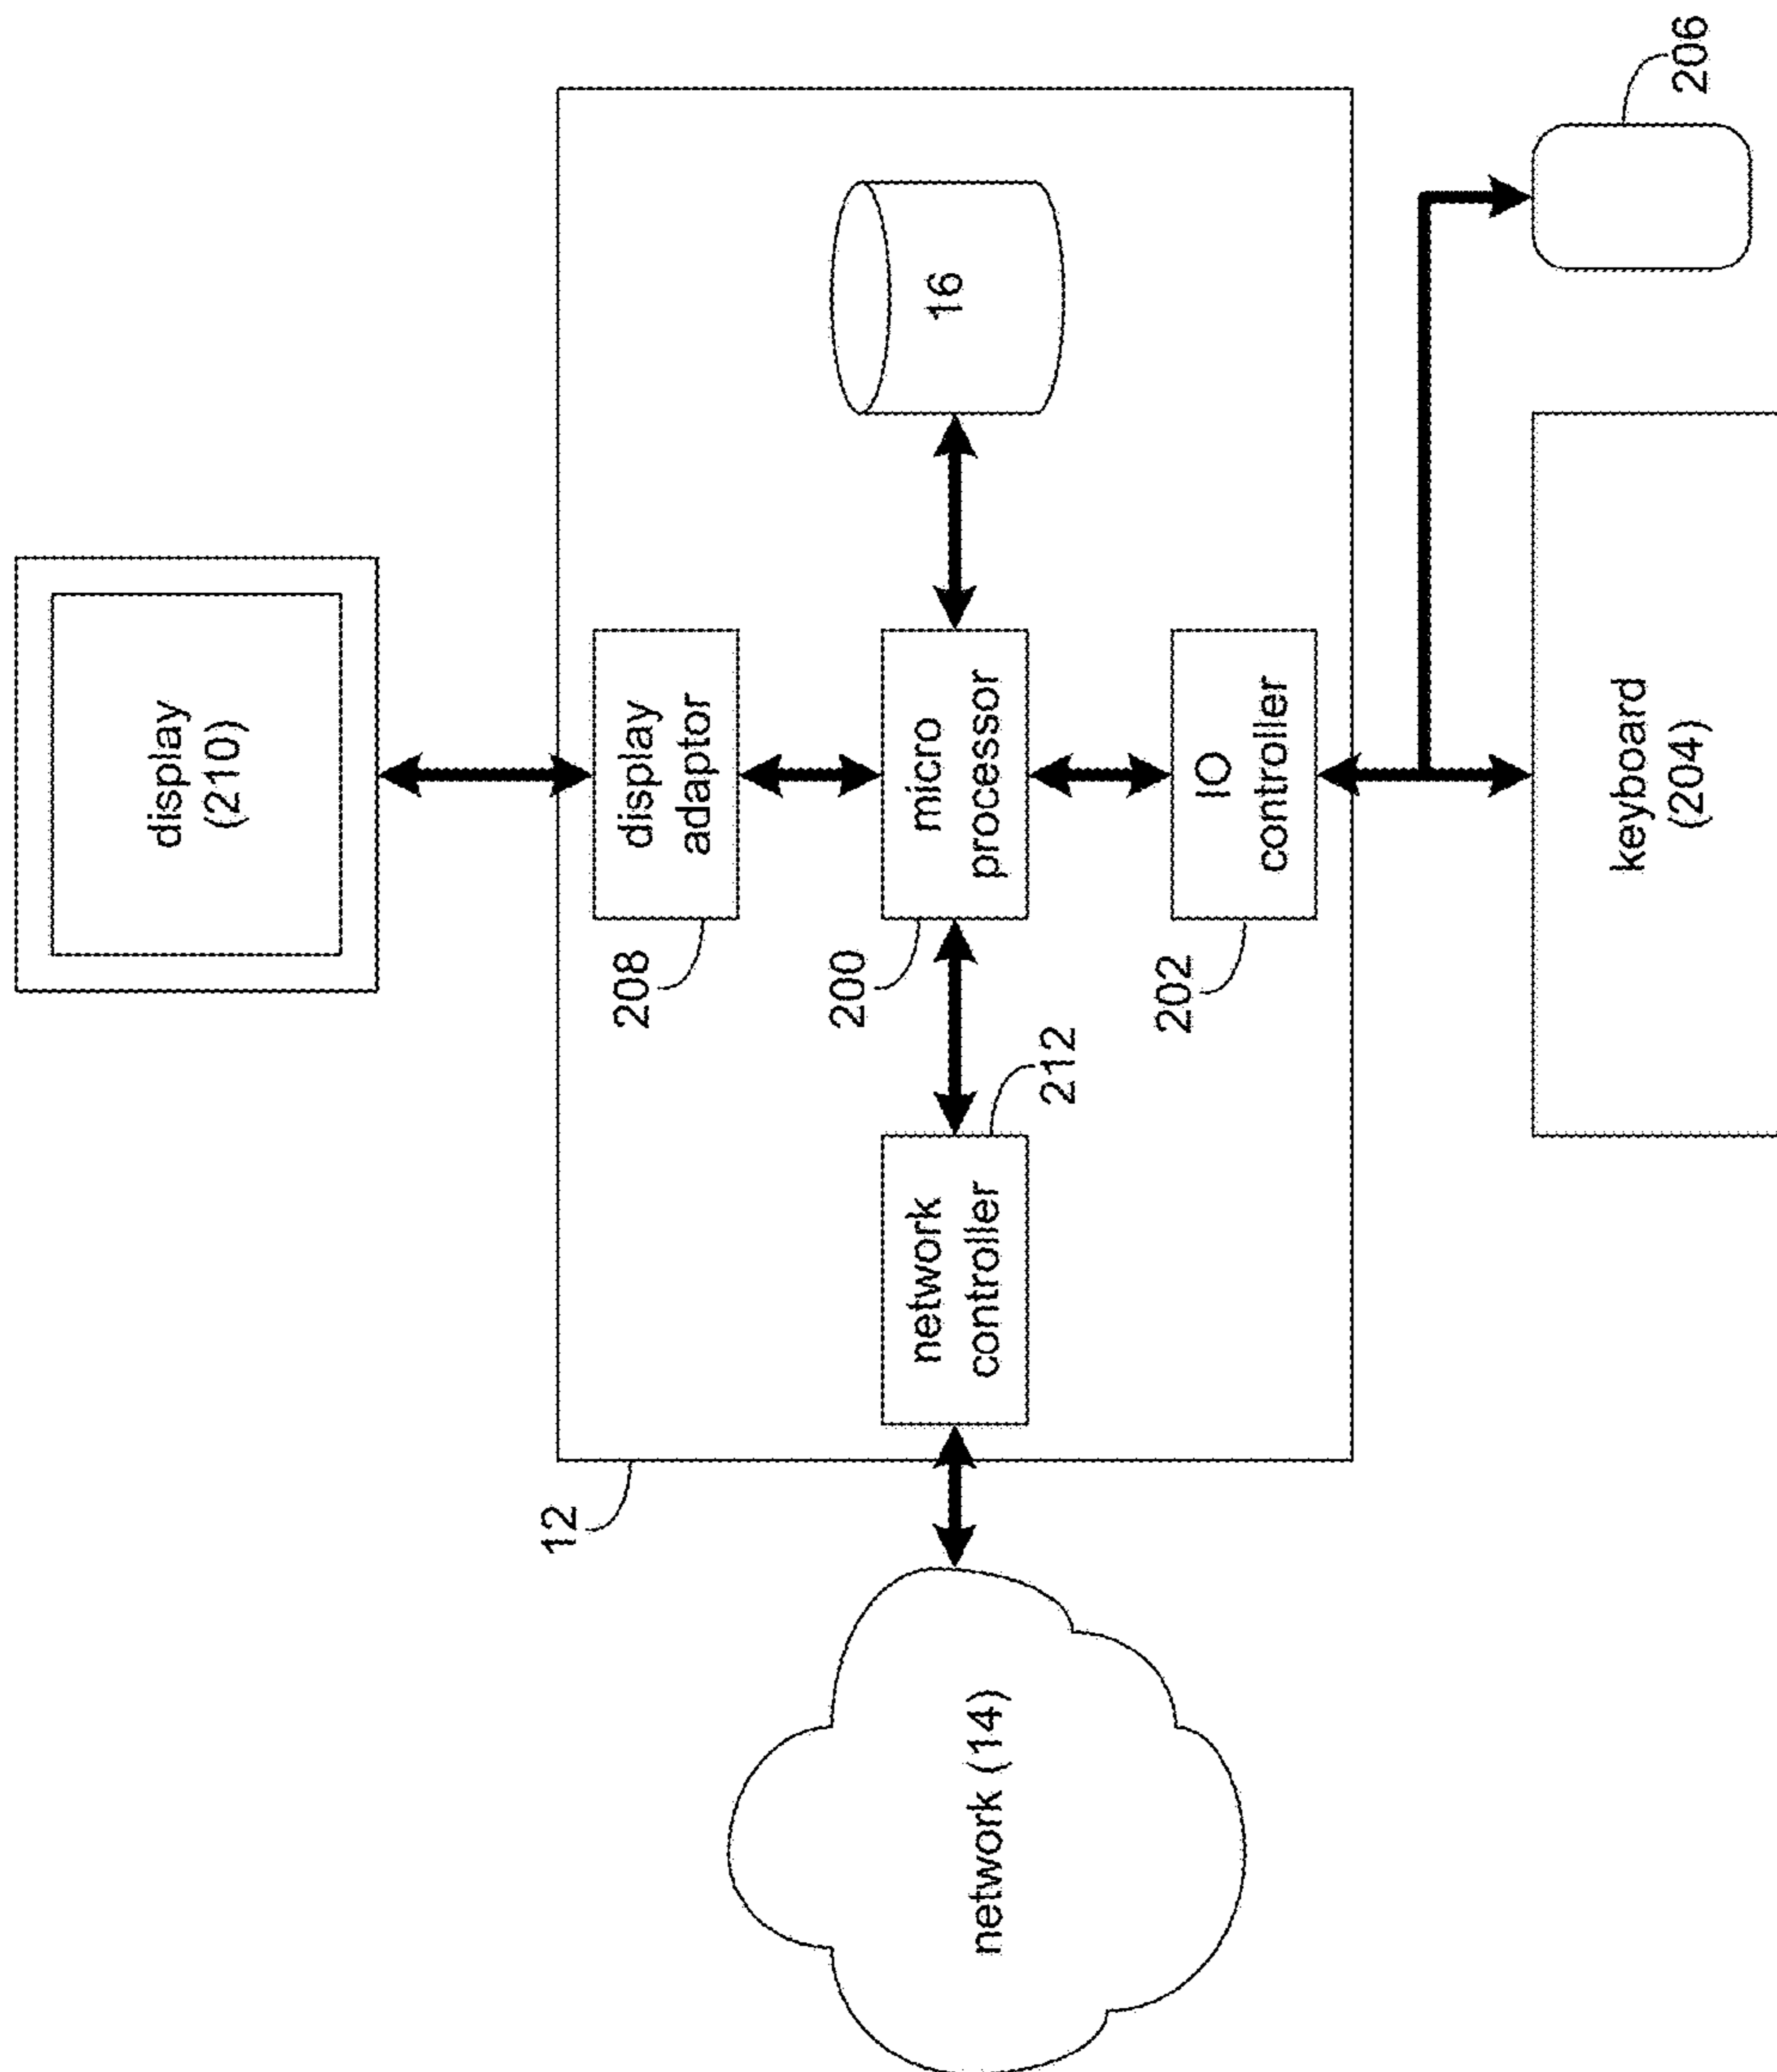 display
(210)
206
16
display
adaptor
micro
processor
IO
controller
keyboard
(204)
208
200
202
212
network
controller
12
network (14)